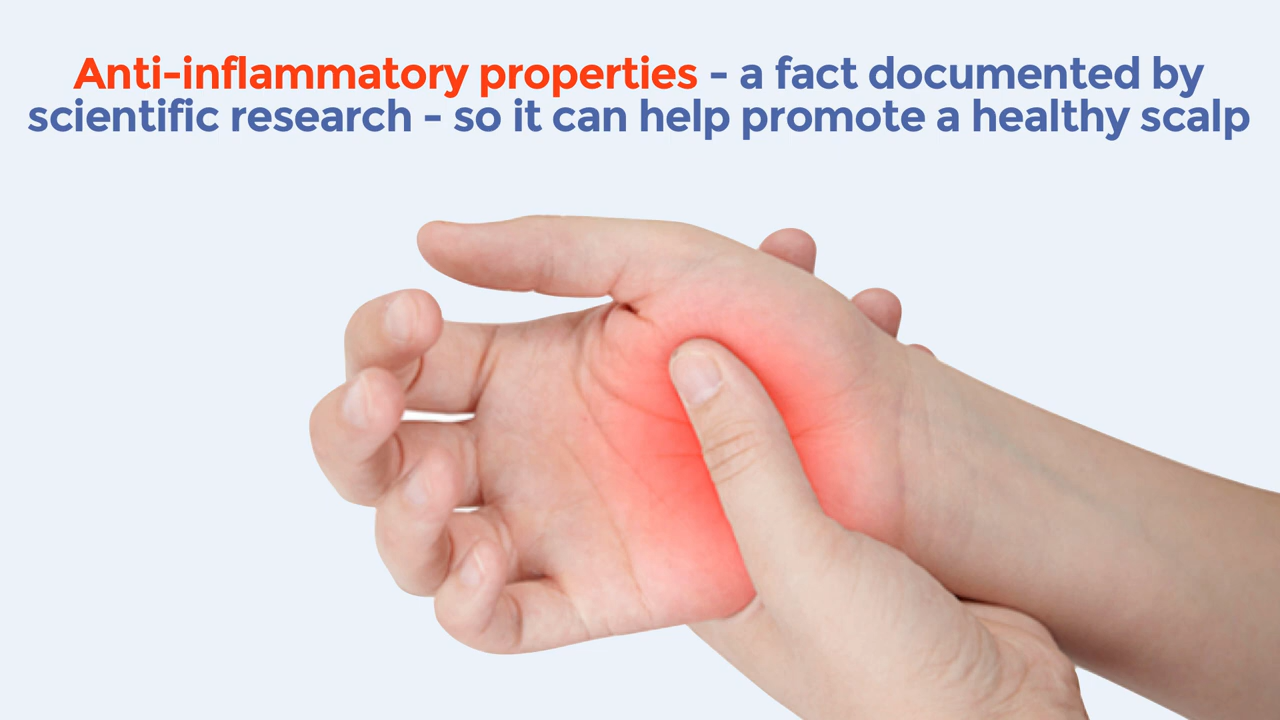 Anti-inflammatory properties - a fact documented by
scientific research - so it can help promote a healthy scalp